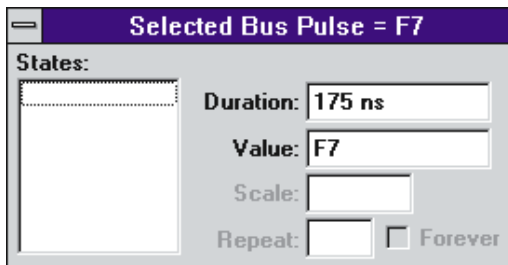 Selected Bus Pulse = F7
States:
Duration: 175 ns
Value: F7
Scale:
Repeat: Forever